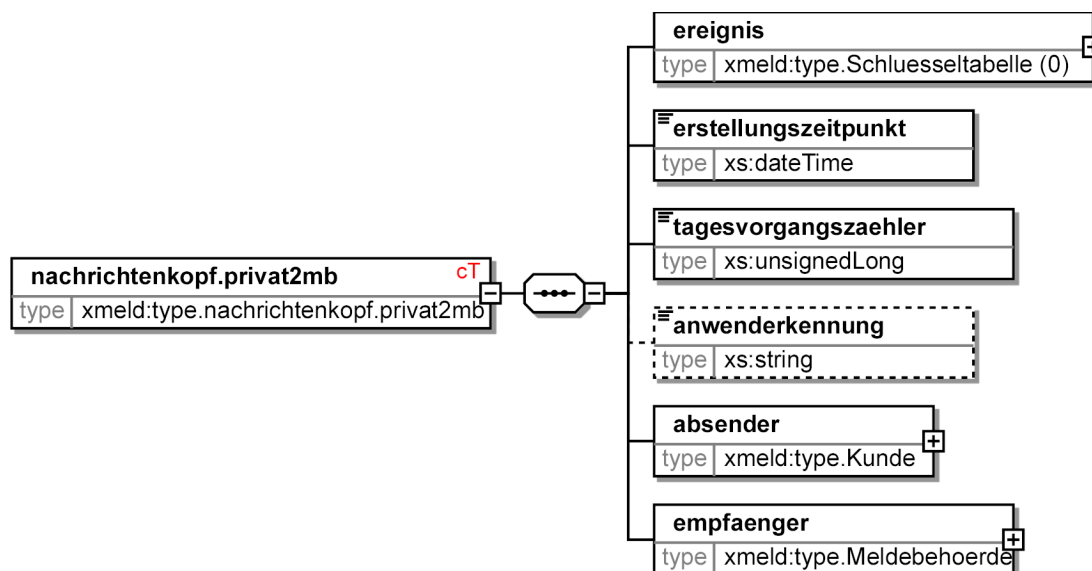 ereignis
type xmeld:type.Schluesseltabelle (0)
erstellungszeitpunkt
type xs:dateTime
tagesvorgangszaehler
type xs:unsignedLong
nachrichtenkopf.privat2mb cT
type xmeld:type.nachrichtenkopf.privat2mb
anwenderkennung
type xs:string
absender
type xmeld:type.Kunde
empfaenger
type xmeld:type.Meldebehoerde